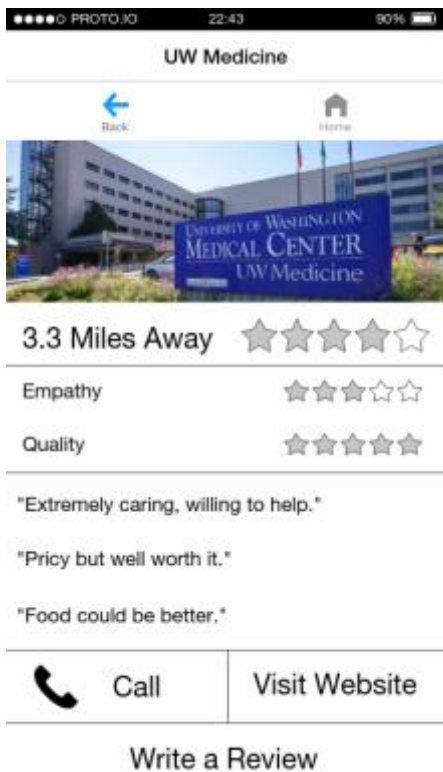 PROTO.IO 22:43 90%
UW Medicine
Back Home
UNIVERSITY OF WASHINGTON
MEDICAL CENTER
UW Medicine
3.3 Miles Away
Empathy
Quality
"Extremely caring, willing to help."
"Pricy but well worth it."
"Food could be better."
Call Visit Website
Write a Review